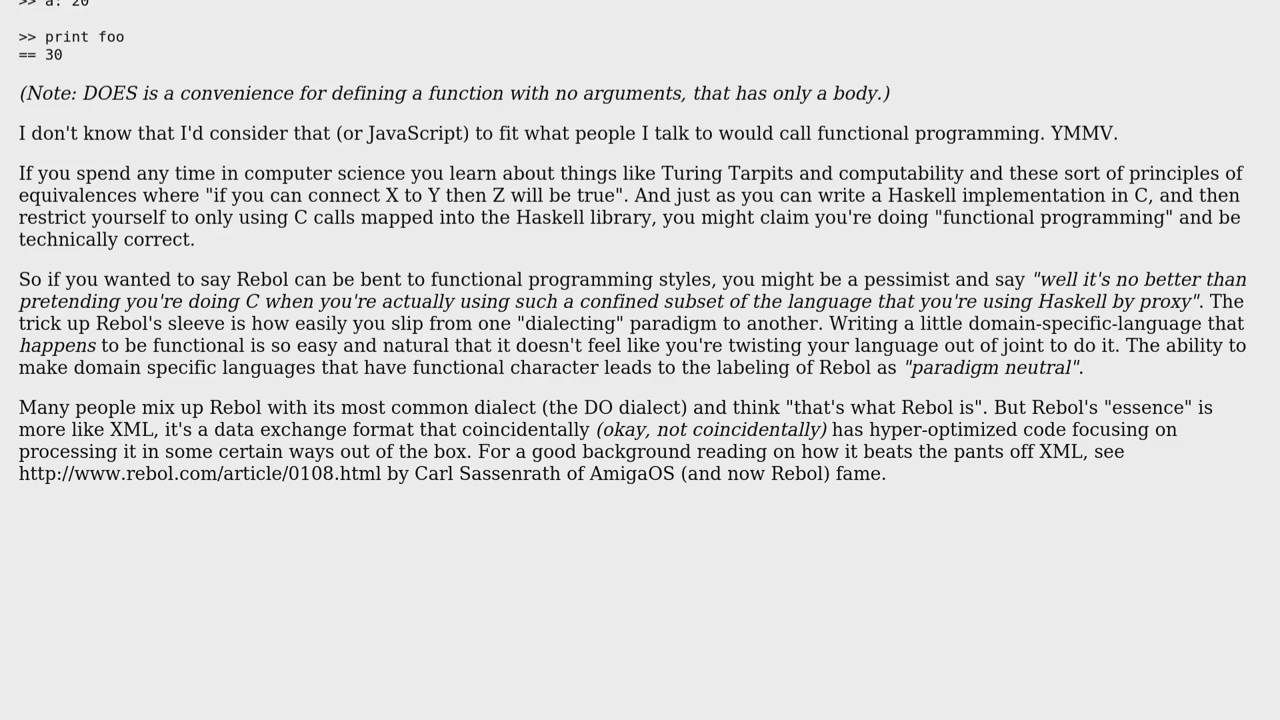 >> a: 20
>> print foo
== 30
(Note: DOES is a convenience for defining a function with no arguments, that has only a body.)
I don't know that I'd consider that (or JavaScript) to fit what people I talk to would call functional programming. YMMV.
If you spend any time in computer science you learn about things like Turing Tarpits and computability and these sort of principles of
equivalences where "if you can connect X to Y then Z will be true". And just as you can write a Haskell implementation in C, and then
restrict yourself to only using C calls mapped into the Haskell library, you might claim you're doing "functional programming" and be
technically correct.
So if you wanted to say Rebol can be bent to functional programming styles, you might be a pessimist and say "well it's no better than
pretending you're doing C when you're actually using such a confined subset of the language that you're using Haskell by proxy". The
trick up Rebol's sleeve is how easily you slip from one "dialecting" paradigm to another. Writing a little domain-specific-language that
happens to be functional is so easy and natural that it doesn't feel like you're twisting your language out of joint to do it. The ability to
make domain specific languages that have functional character leads to the labeling of Rebol as "paradigm neutral".
Many people mix up Rebol with its most common dialect (the DO dialect) and think "that's what Rebol is". But Rebol's "essence" is
more like XML, it's a data exchange format that coincidentally (okay, not coincidentally) has hyper-optimized code focusing on
processing it in some certain ways out of the box. For a good background reading on how it beats the pants off XML, see
http://www.rebol.com/article/0108.html by Carl Sassenrath of AmigaOS (and now Rebol) fame.